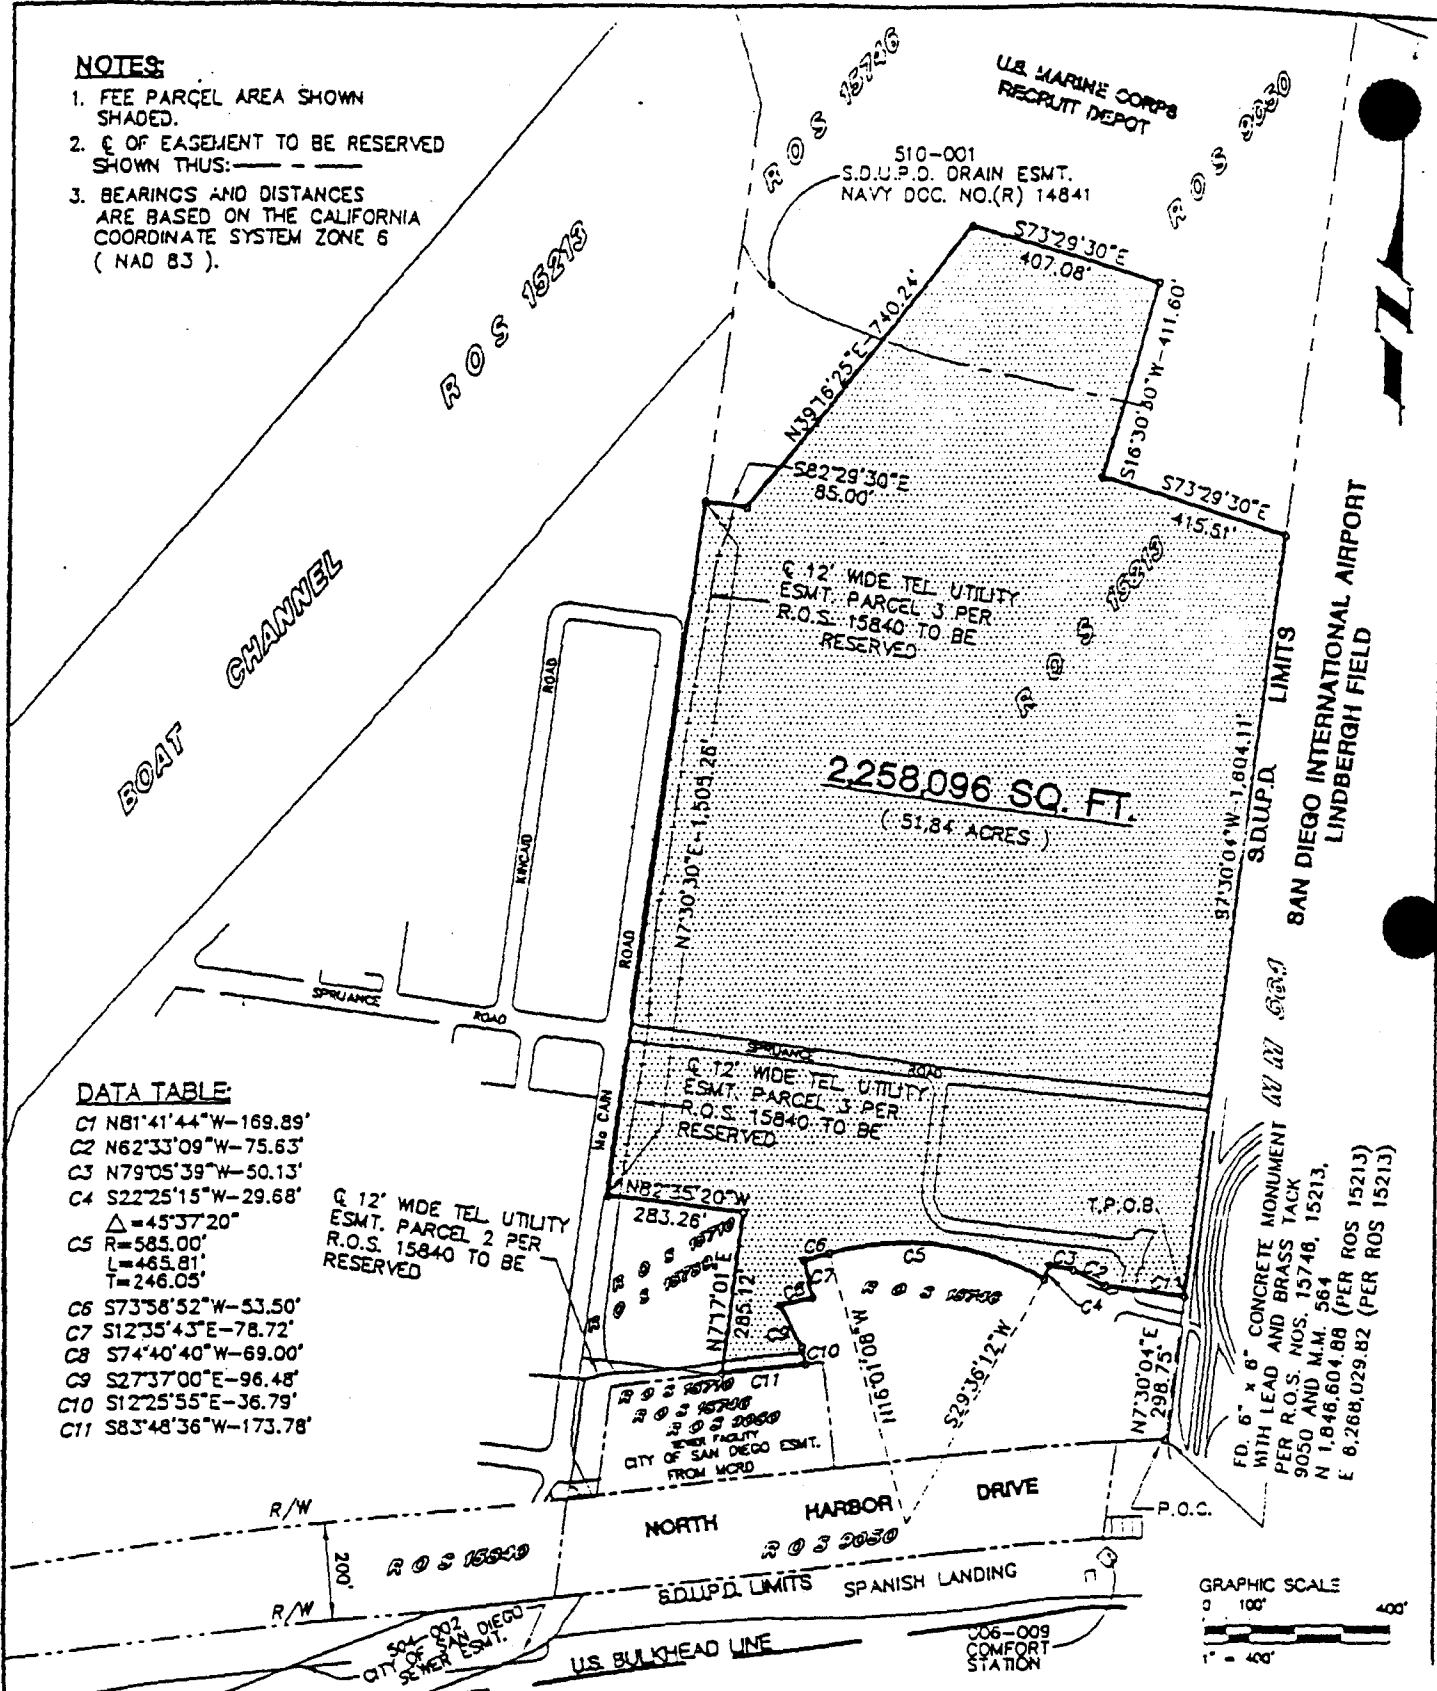 NOTES:
1. FEE PARCEL AREA SHOWN
SHADED.
2. ℄ OF EASEMENT TO BE RESERVED
SHOWN THUS:
3. BEARINGS AND DISTANCES
ARE BASED ON THE CALIFORNIA
COORDINATE SYSTEM ZONE 6
( NAD 83 ).
ROS 15746
U.S. MARINE CORPS
RECRUIT DEPOT
ROS 9050
510-001
S.D.U.P.D. DRAIN ESMT.
NAVY DOC. NO.(R) 14841
ROS 15213
S73°29'30"E
407.08'
N39°16'25"E-740.24'
S16°30'30"W-411.60'
S82°29'30"E
85.00'
S73°29'30"E
415.51'
BOAT CHANNEL
℄ 12' WIDE TEL. UTILITY
ESMT. PARCEL 3 PER
R.O.S. 15840 TO BE
RESERVED
ROS 15213
S.D.U.P.D. LIMITS
SAN DIEGO INTERNATIONAL AIRPORT
LINDBERGH FIELD
ROAD
KINCAID
ROAD
N7°30'30"E-1,505.26'
2,258,096 SQ. FT.
( 51.84 ACRES )
S7°30'04"W-1,604.11'
SPRUANCE
ROAD
SPRUANCE
ROAD
Mc CAIN
℄ 12' WIDE TEL. UTILITY
ESMT. PARCEL 3 PER
R.O.S. 15840 TO BE
RESERVED
DATA TABLE:
C1 N81°41'44"W-169.89'
C2 N62°33'09"W-75.63'
C3 N79°05'39"W-50.13'
C4 S22°25'15"W-29.68'
△=45°37'20"
C5 R=585.00'
L=465.81'
T=246.05'
C6 S73°58'52"W-53.50'
C7 S12°35'43"E-78.72'
C8 S74°40'40"W-69.00'
C9 S27°37'00"E-96.48'
C10 S12°25'55"E-36.79'
C11 S83°48'36"W-173.78'
℄ 12' WIDE TEL. UTILITY
ESMT. PARCEL 2 PER
R.O.S. 15840 TO BE
RESERVED
N82°35'20"W
283.26'
N7°17'01"E
285.12'
T.P.O.B.
C6
C5
C3
C2
C1
C7
C8
C4
C9
C10
C11
ROS 15746
N16°01'08"W
S29°36'12"W
N7°30'04"E
298.75'
FD. 6" x 6" CONCRETE MONUMENT
WITH LEAD AND BRASS TACK
PER R.O.S. NOS. 15746, 15213,
9050 AND M.M. 564
N 1,846,604.88 (PER ROS 15213)
E 6,268,029.82 (PER ROS 15213)
ROS 15710
ROS 15746
ROS 9050
SEWER FACILITY
CITY OF SAN DIEGO ESMT.
FROM MCRD
R/W
NORTH HARBOR DRIVE
P.O.C.
200'
ROS 15840
ROS 9050
R/W
S.D.U.P.D. LIMITS
SPANISH LANDING
504-002
CITY OF SAN DIEGO
SEWER ESMT.
U.S. BULKHEAD LINE
006-009
COMFORT
STATION
GRAPHIC SCALE
0 100' 400'
1" = 400'